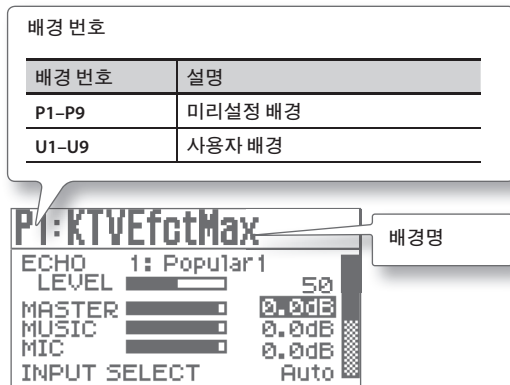 배경 번호
배경 번호 설명
P1–P9 미리설정 배경
U1–U9 사용자 배경
P1:KTVEfctMax
배경명
ECHO 1: Popular1
LEVEL 50
MASTER 0.0dB
MUSIC 0.0dB
MIC 0.0dB
INPUT SELECT Auto